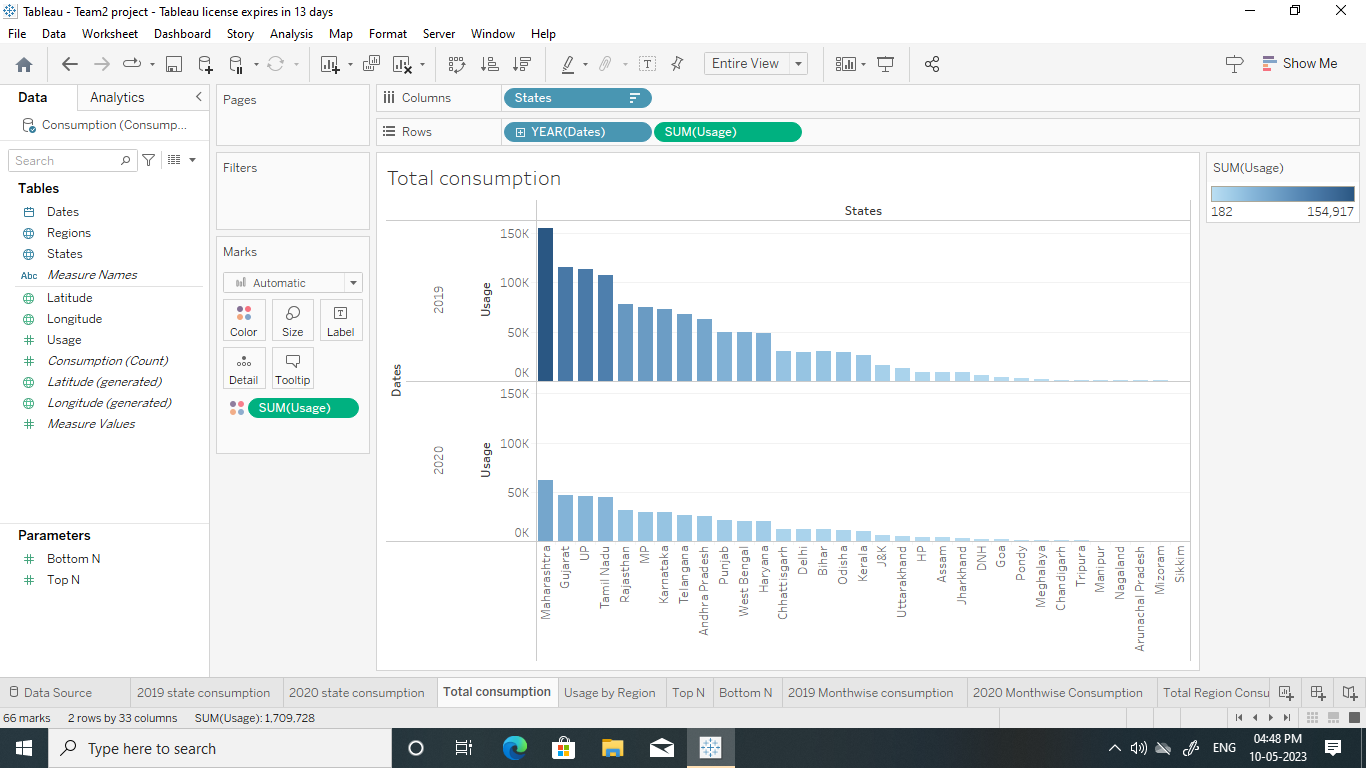 Tableau - Team2 project - Tableau license expires in 13 days
File Data Worksheet Dashboard Story Analysis Map Format Server Window Help
Entire View
Show Me
Data Analytics
Consumption (Consump...
Search
Tables
Dates
Regions
States
Abc Measure Names
Latitude
Longitude
Usage
Consumption (Count)
Latitude (generated)
Longitude (generated)
Measure Values
Parameters
Bottom N
Top N
Pages
Filters
Marks
Automatic
Color Size Label
Detail Tooltip
SUM(Usage)
Columns States
Rows YEAR(Dates) SUM(Usage)
Total consumption
States
Dates
2019
Usage
150K
100K
50K
0K
2020
Usage
150K
100K
50K
0K
Maharashtra
Gujarat
UP
Tamil Nadu
Rajasthan
MP
Karnataka
Telangana
Andhra Pradesh
Punjab
West Bengal
Haryana
Chhattisgarh
Delhi
Bihar
Odisha
Kerala
J&K
Uttarakhand
HP
Assam
Jharkhand
DNH
Goa
Pondy
Meghalaya
Chandigarh
Tripura
Manipur
Nagaland
Arunachal Pradesh
Mizoram
Sikkim
SUM(Usage)
182 154,917
Data Source 2019 state consumption 2020 state consumption Total consumption Usage by Region Top N Bottom N 2019 Monthwise consumption 2020 Monthwise Consumption Total Region Consu
66 marks 2 rows by 33 columns SUM(Usage): 1,709,728
Type here to search
ENG
04:48 PM
10-05-2023